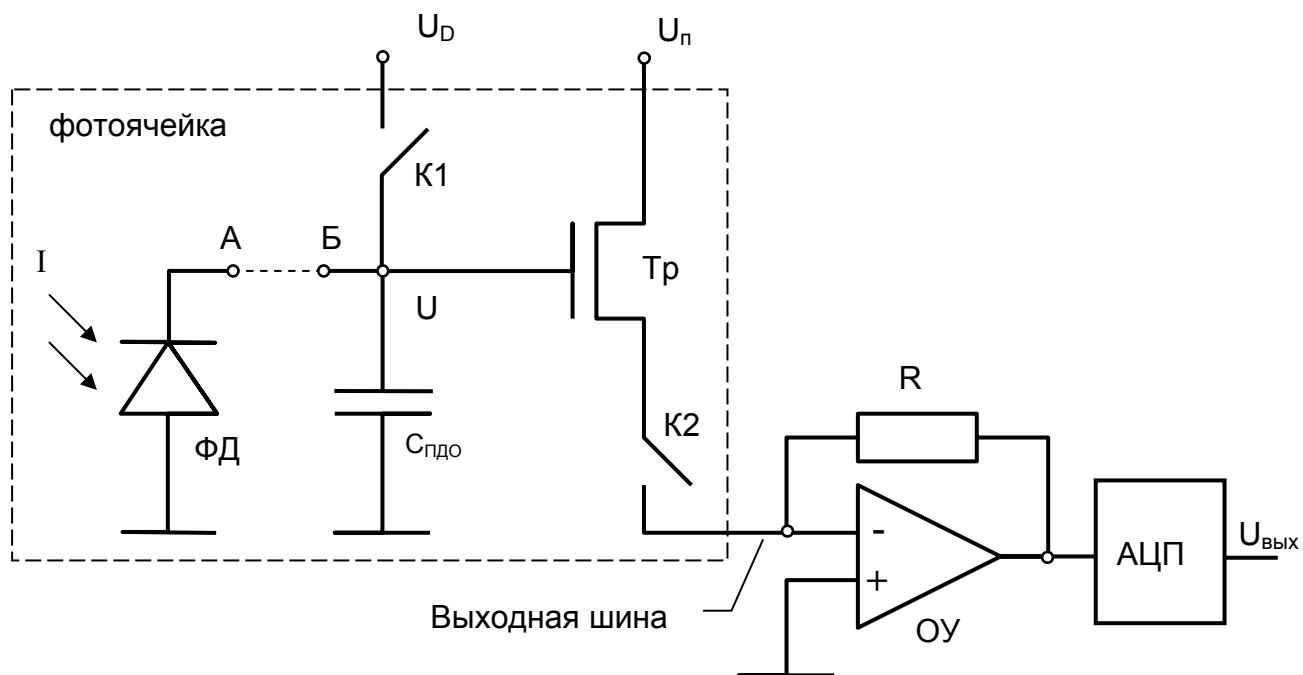 U_D
U_п
фотоячейка
К1
А
Б
I
Тр
U
R
К2
С_ПДО
ФД
-
U_вых
АЦП
+
Выходная шина
ОУ